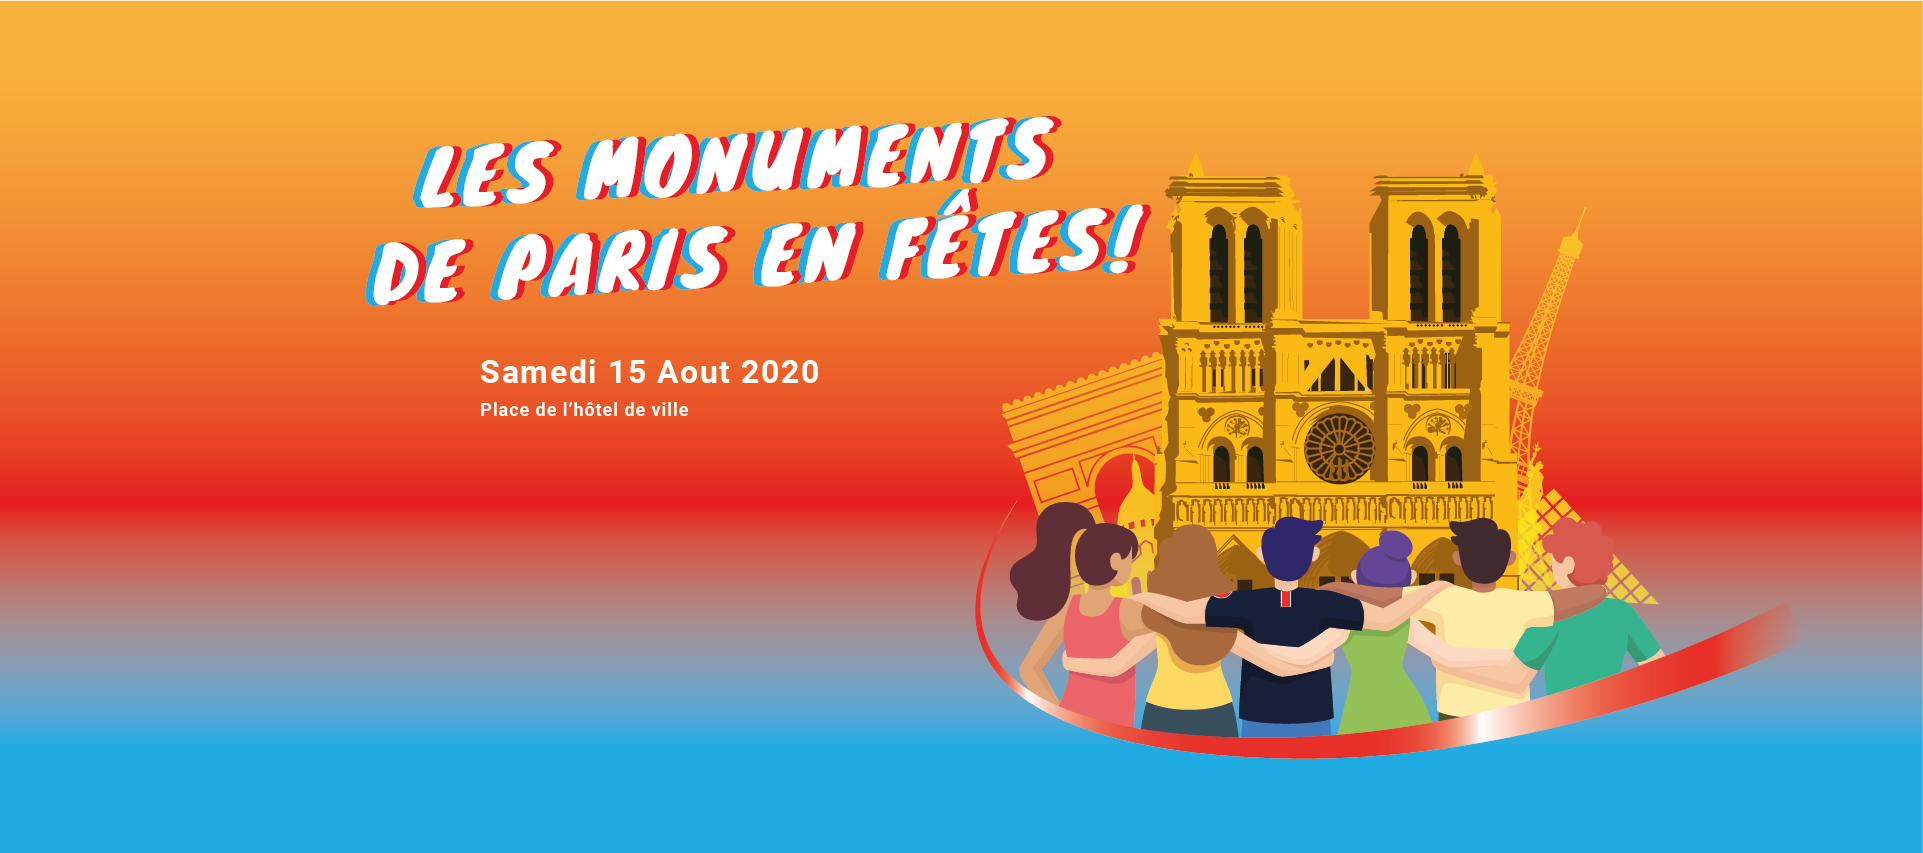 LES MONUMENTS
DE PARIS EN FÊTES!
Samedi 15 Aout 2020
Place de l'hôtel de ville